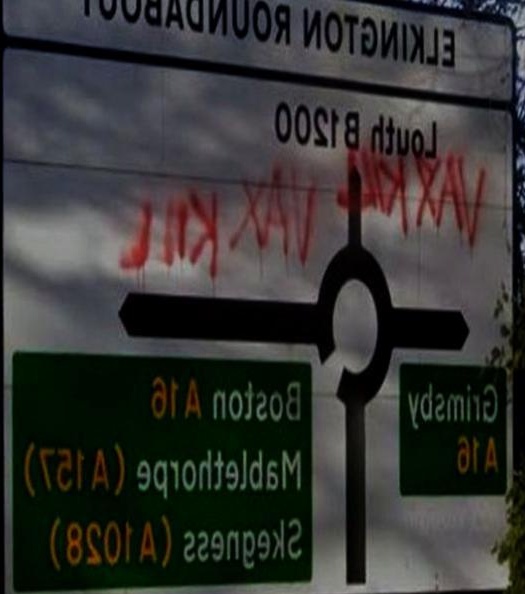 ELKINGTON ROUNDABOUT
Louth B1200
VAX KILL VAX KILL
Grimsby
A16
Boston A16
Mablethorpe (A157)
Skegness (A1028)